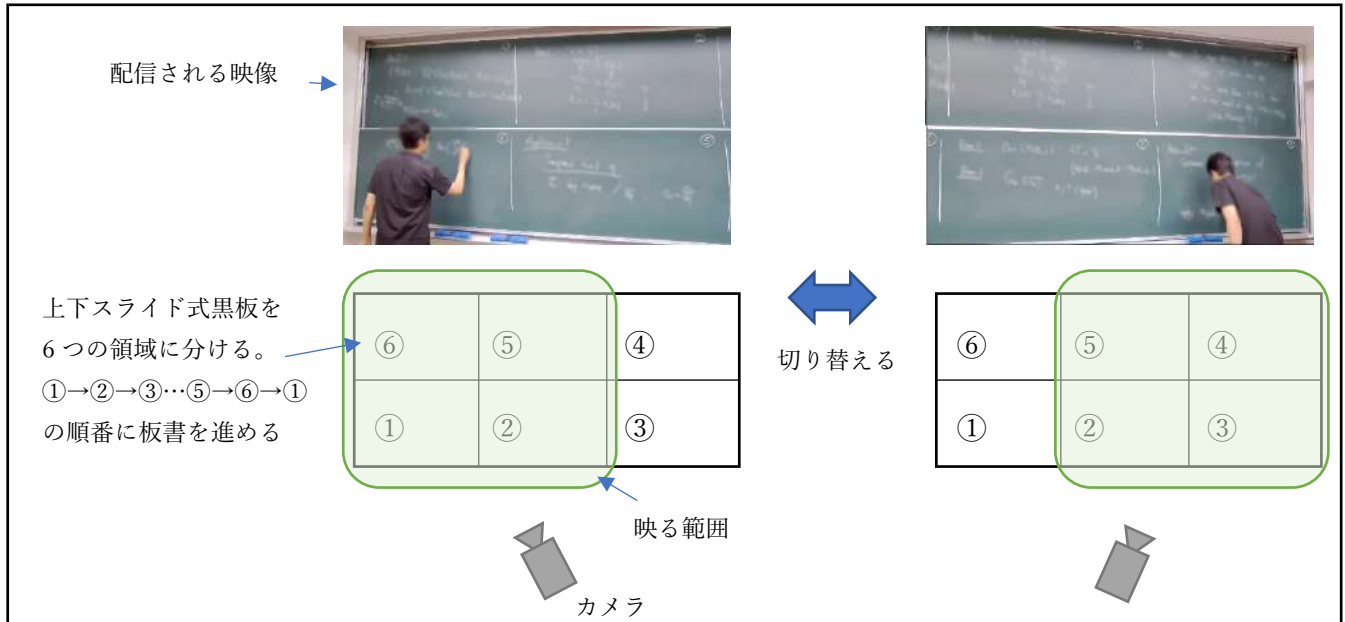 配信される映像
上下スライド式黒板を
6 つの領域に分ける。
①→②→③…⑤→⑥→①
の順番に板書を進める
⑥ ⑤ ④
① ② ③
切り替える
⑥ ⑤ ④
① ② ③
映る範囲
カメラ